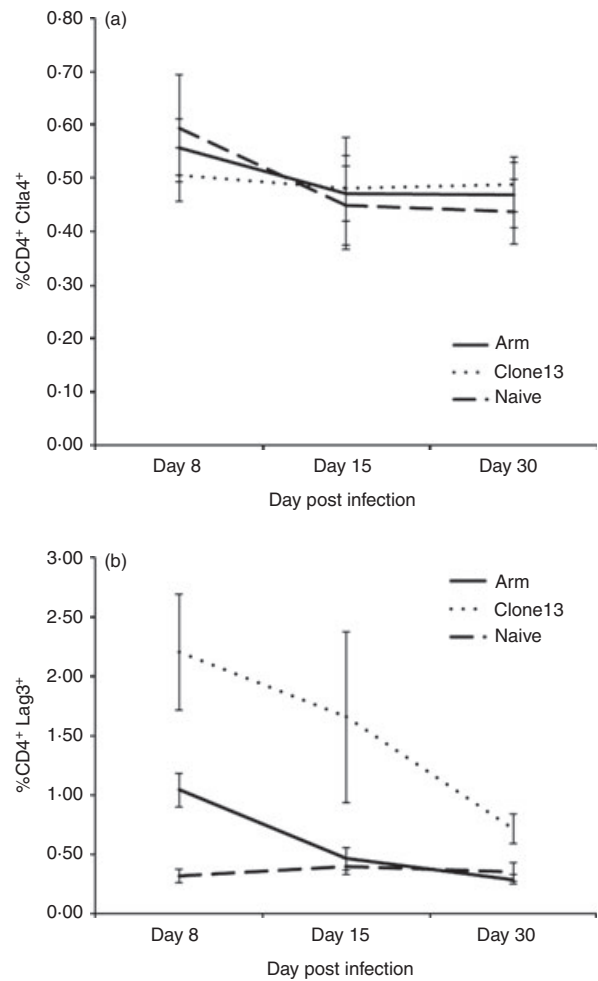 (a)
0·80
0·70
0·60
0·50
0·40
0·30
0·20
0·10
0·00
%CD4⁺ Ctla4⁺
Arm
Clone13
Naive
Day 8 Day 15 Day 30
Day post infection
(b)
3·00
2·50
2·00
1·50
1·00
0·50
0·00
%CD4⁺ Lag3⁺
Arm
Clone13
Naive
Day 8 Day 15 Day 30
Day post infection